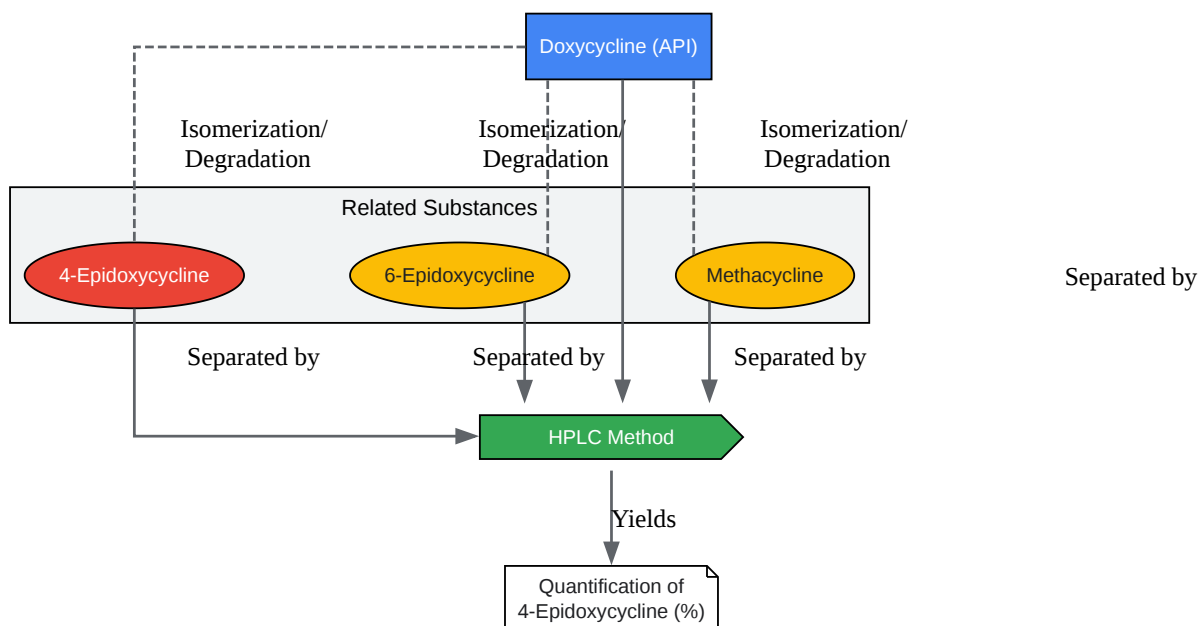 Doxycycline (API)
Isomerization/
Degradation
Isomerization/
Degradation
Isomerization/
Degradation
Related Substances
4-Epidoxycycline
6-Epidoxycycline
Methacycline
Separated by
Separated by
Separated by
Separated by
HPLC Method
Yields
Quantification of
4-Epidoxycycline (%)